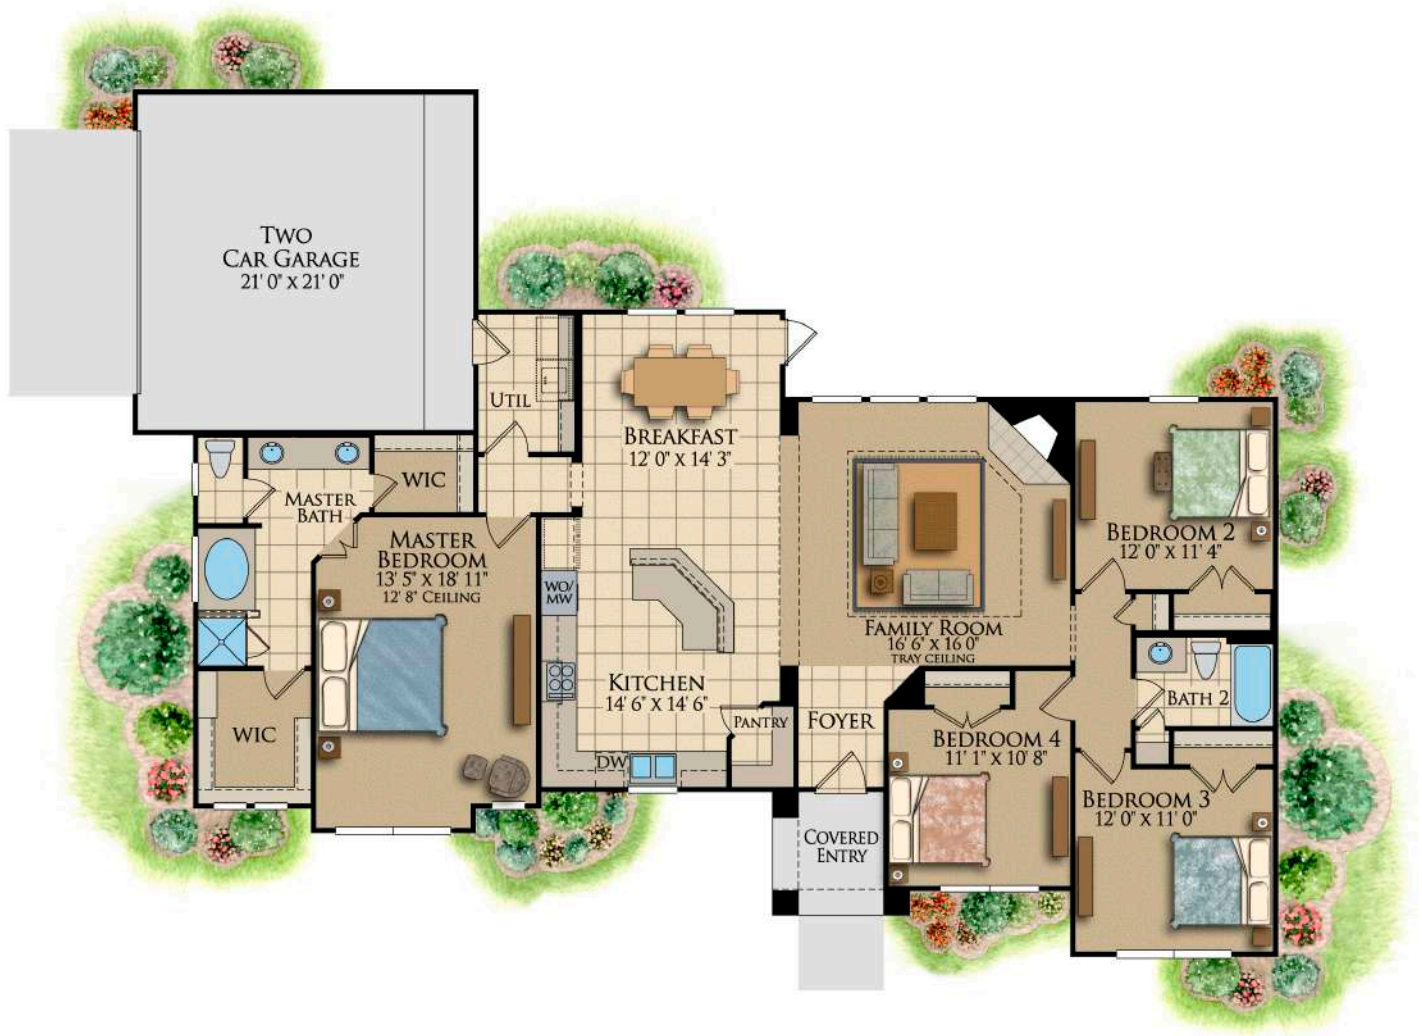 TWO
CAR GARAGE
21' 0" X 21' 0"
UTIL
BREAKFAST
12' 0" X 14' 3"
WIC
MASTER
BATH
MASTER
BEDROOM
13' 5" X 18' 11"
12' 8" CEILING
WO/
MW
WIC
KITCHEN
14' 6" X 14' 6"
DW
PANTRY
FAMILY ROOM
16' 6" X 16' 0"
TRAY CEILING
FOYER
COVERED
ENTRY
BEDROOM 2
12' 0" X 11' 4"
BATH 2
BEDROOM 4
11' 1" X 10' 8"
BEDROOM 3
12' 0" X 11' 0"